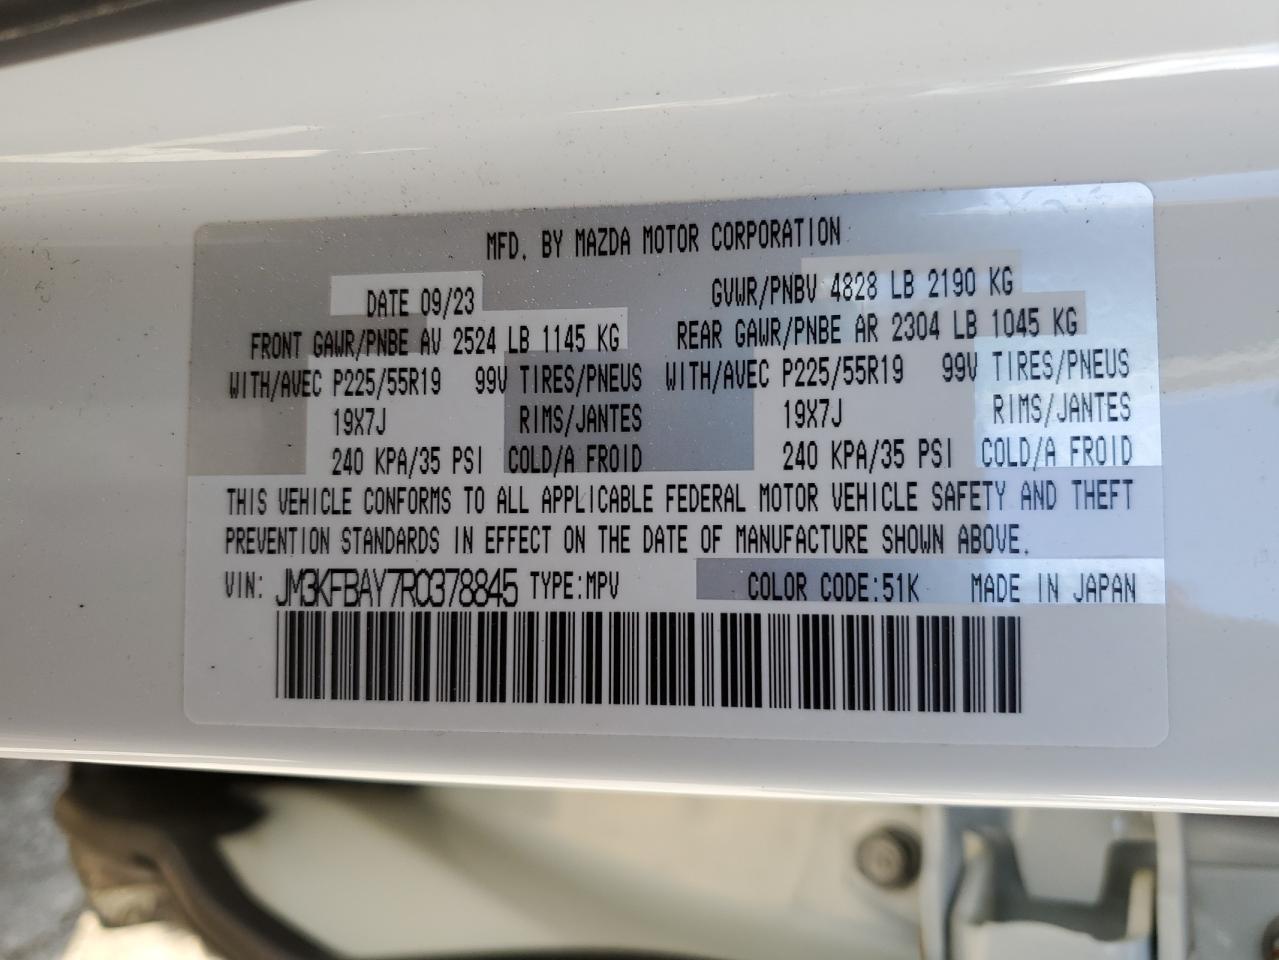 MFD. BY MAZDA MOTOR CORPORATION
DATE 09/23 GVWR/PNBV 4828 LB 2190 KG
FRONT GAWR/PNBE AV 2524 LB 1145 KG REAR GAWR/PNBE AR 2304 LB 1045 KG
WITH/AVEC P225/55R19 99V TIRES/PNEUS WITH/AVEC P225/55R19 99V TIRES/PNEUS
19X7J RIMS/JANTES 19X7J RIMS/JANTES
240 KPA/35 PSI COLD/A FROID 240 KPA/35 PSI COLD/A FROID
THIS VEHICLE CONFORMS TO ALL APPLICABLE FEDERAL MOTOR VEHICLE SAFETY AND THEFT
PREVENTION STANDARDS IN EFFECT ON THE DATE OF MANUFACTURE SHOWN ABOVE.
VIN: JM3KFBAY7R0378845 TYPE:MPV COLOR CODE:51K MADE IN JAPAN